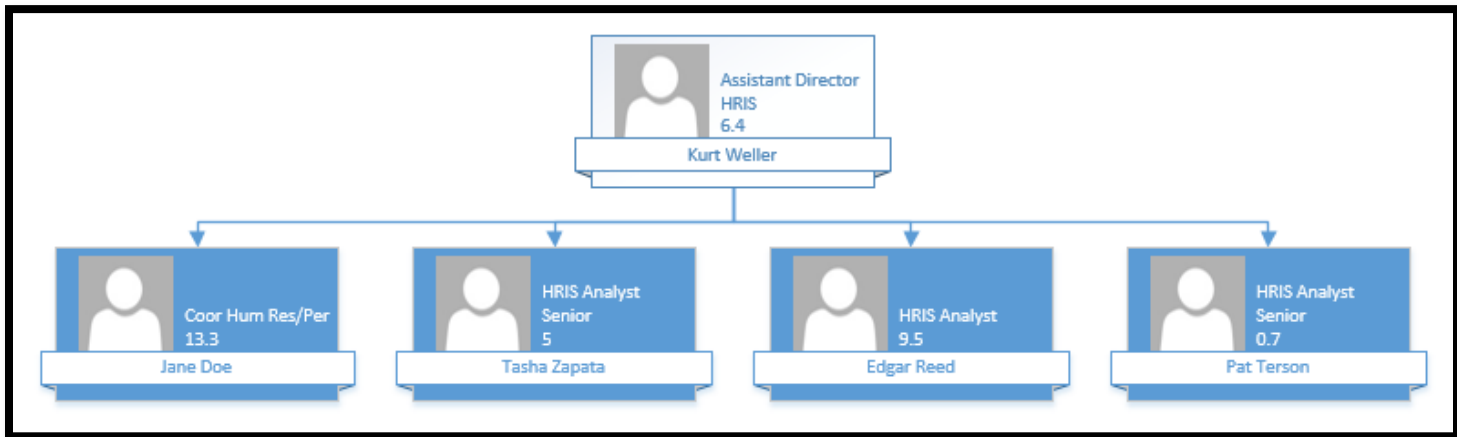 Assistant Director
HRIS
6.4
Kurt Weller
Coor Hum Res/Per
13.3
Jane Doe
HRIS Analyst
Senior
5
Tasha Zapata
HRIS Analyst
9.5
Edgar Reed
HRIS Analyst
Senior
0.7
Pat Terson